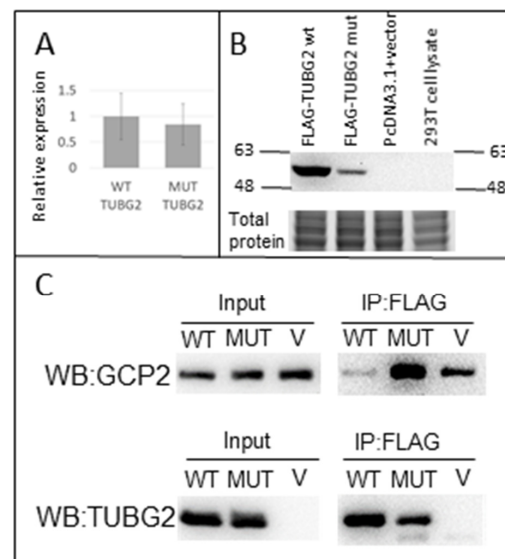 A
Relative expression
1.5
1
0.5
0
WT
TUBG2
MUT
TUBG2
B
FLAG-TUBG2 wt
FLAG-TUBG2 mut
PcDNA3.1+vector
293T cell lysate
63
48
63
48
Total
protein
C
Input
IP:FLAG
WT MUT V
WT MUT V
WB:GCP2
Input
IP:FLAG
WT MUT V
WT MUT V
WB:TUBG2